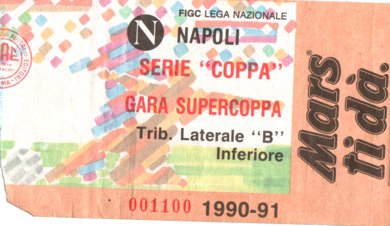 FIGC LEGA NAZIONALE
N NAPOLI
SERIE "COPPA"
GARA SUPERCOPPA
Trib. Laterale "B"
Inferiore
001100 1990-91
Mars
ti dà.